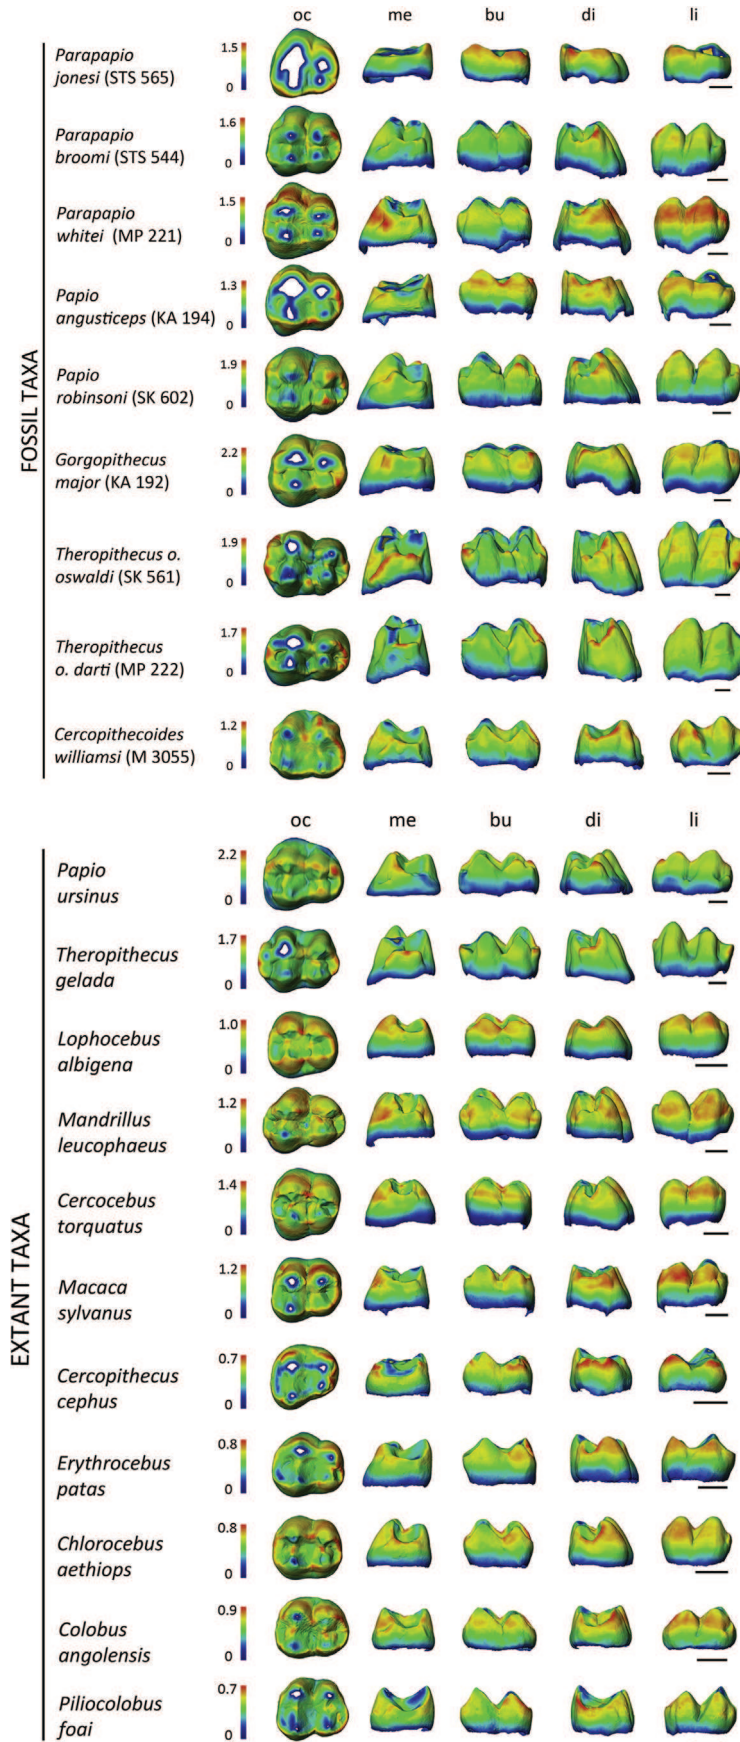 oc me bu di li
FOSSIL TAXA
Parapapio 1.5
jonesi (STS 565) 0
Parapapio 1.6
broomi (STS 544) 0
Parapapio 1.5
whitei (MP 221) 0
Papio 1.3
angusticeps (KA 194) 0
Papio 1.9
robinsoni (SK 602) 0
Gorgopithecus 2.2
major (KA 192) 0
Theropithecus o. 1.9
oswaldi (SK 561) 0
Theropithecus 1.7
o. darti (MP 222) 0
Cercopithecoides 1.2
williamsi (M 3055) 0
oc me bu di li
EXTANT TAXA
Papio 2.2
ursinus 0
Theropithecus 1.7
gelada 0
Lophocebus 1.0
albigena 0
Mandrillus 1.2
leucophaeus 0
Cercocebus 1.4
torquatus 0
Macaca 1.2
sylvanus 0
Cercopithecus 0.7
cephus 0
Erythrocebus 0.8
patas 0
Chlorocebus 0.8
aethiops 0
Colobus 0.9
angolensis 0
Piliocolobus 0.7
foai 0